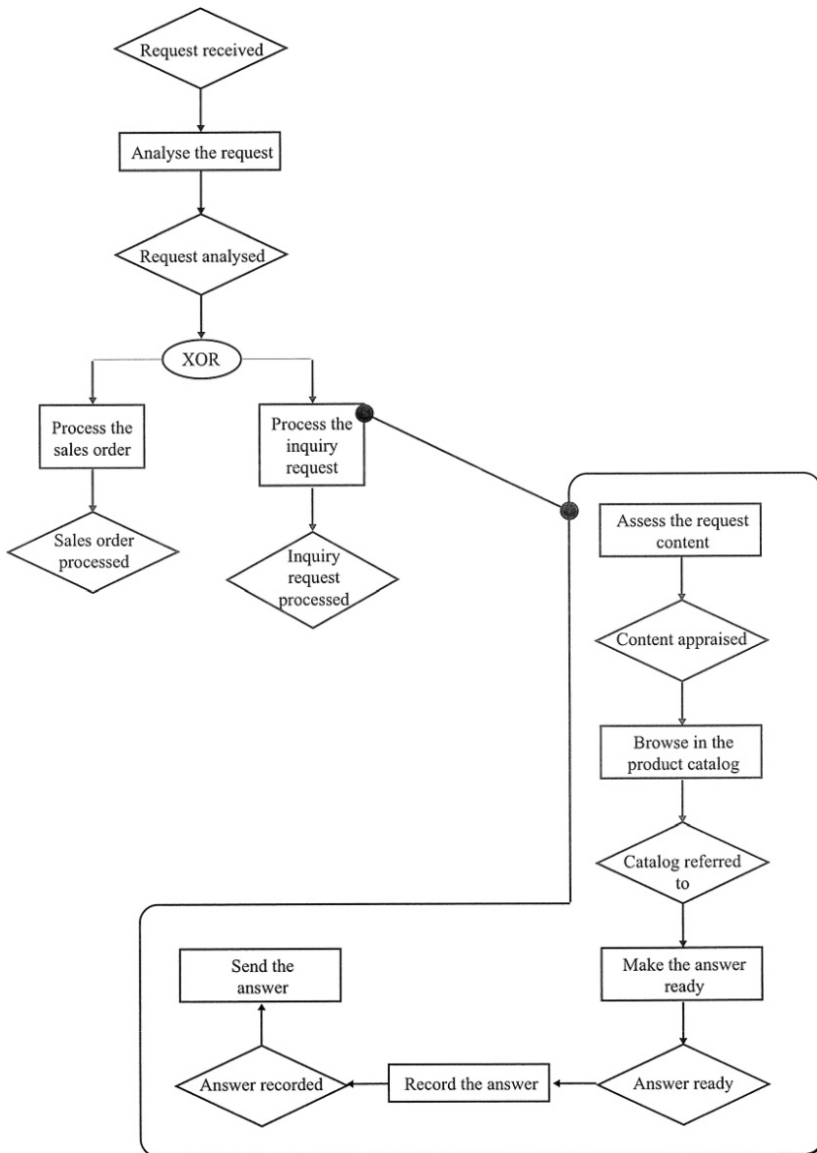 Request received
Analyse the request
Request analysed
XOR
Process the
sales order
Process the
inquiry
request
Sales order
processed
Inquiry
request
processed
Assess the request
content
Content appraised
Browse in the
product catalog
Catalog referred
to
Make the answer
ready
Answer ready
Record the answer
Answer recorded
Send the
answer